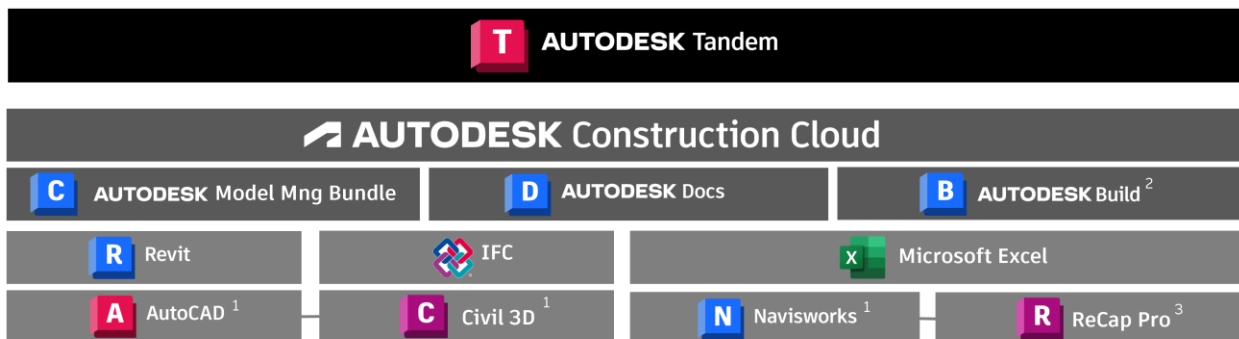 T AUTODESK Tandem
AUTODESK Construction Cloud
C AUTODESK Model Mng Bundle
D AUTODESK Docs
B AUTODESK Build 2
R Revit
IFC
X Microsoft Excel
A AutoCAD 1
C Civil 3D 1
N Navisworks 1
R ReCap Pro 3